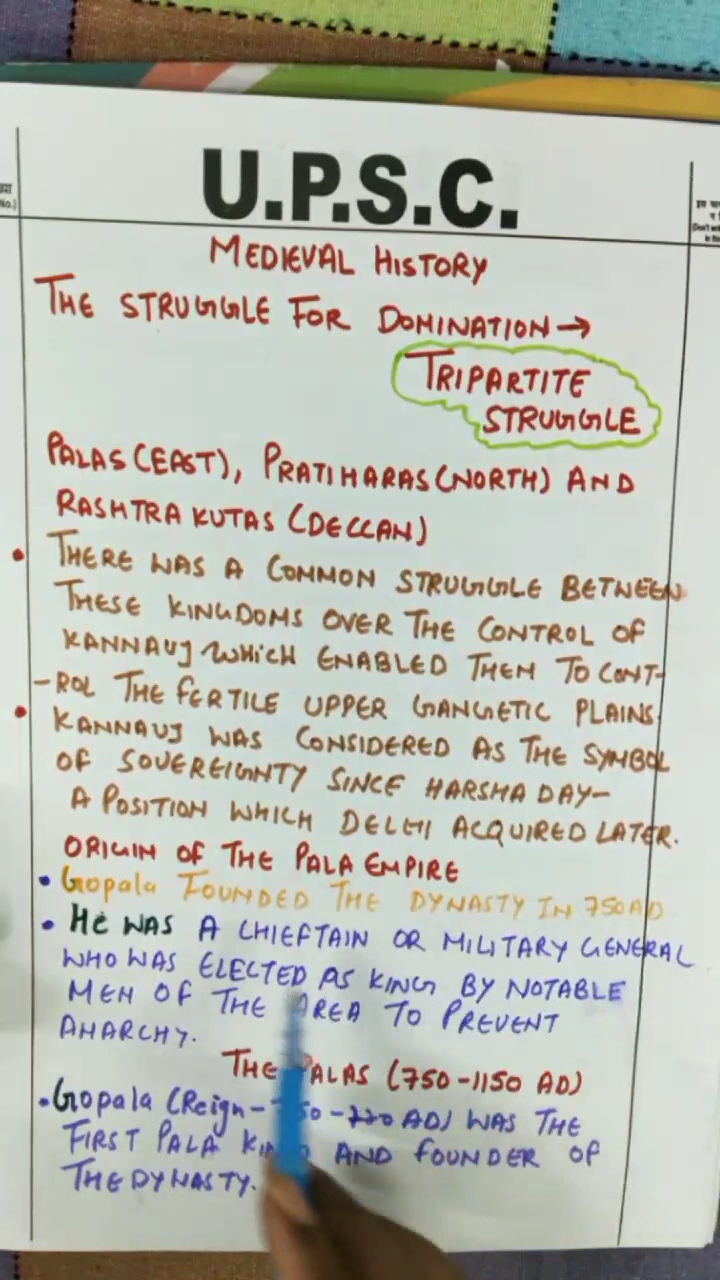 U.P.S.C.
MEDIEVAL HISTORY
THE STRUGGLE FOR DOMINATION →
TRIPARTITE
STRUGGLE
PALAS (EAST), PRATIHARAS (NORTH) AND
RASHTRAKUTAS (DECCAN)
• THERE WAS A COMMON STRUGGLE BETWEEN
THESE KINGDOMS OVER THE CONTROL OF
KANNAUJ WHICH ENABLED THEM TO CONT-
-ROL THE FERTILE UPPER GANGETIC PLAINS.
• KANNAUJ WAS CONSIDERED AS THE SYMBOL
OF SOVEREIGNTY SINCE HARSHA DAY-
A POSITION WHICH DELHI ACQUIRED LATER.
ORIGIN OF THE PALA EMPIRE
• Gopala FOUNDED THE DYNASTY IN 750 AD
• HE WAS A CHIEFTAIN OR MILITARY GENERAL
WHO WAS ELECTED AS KING BY NOTABLE
MEN OF THE AREA TO PREVENT
ANARCHY.
THE PALAS (750-1150 AD)
• Gopala (Reign- 750-770 AD) WAS THE
FIRST PALA KING AND FOUNDER OF
THE DYNASTY.